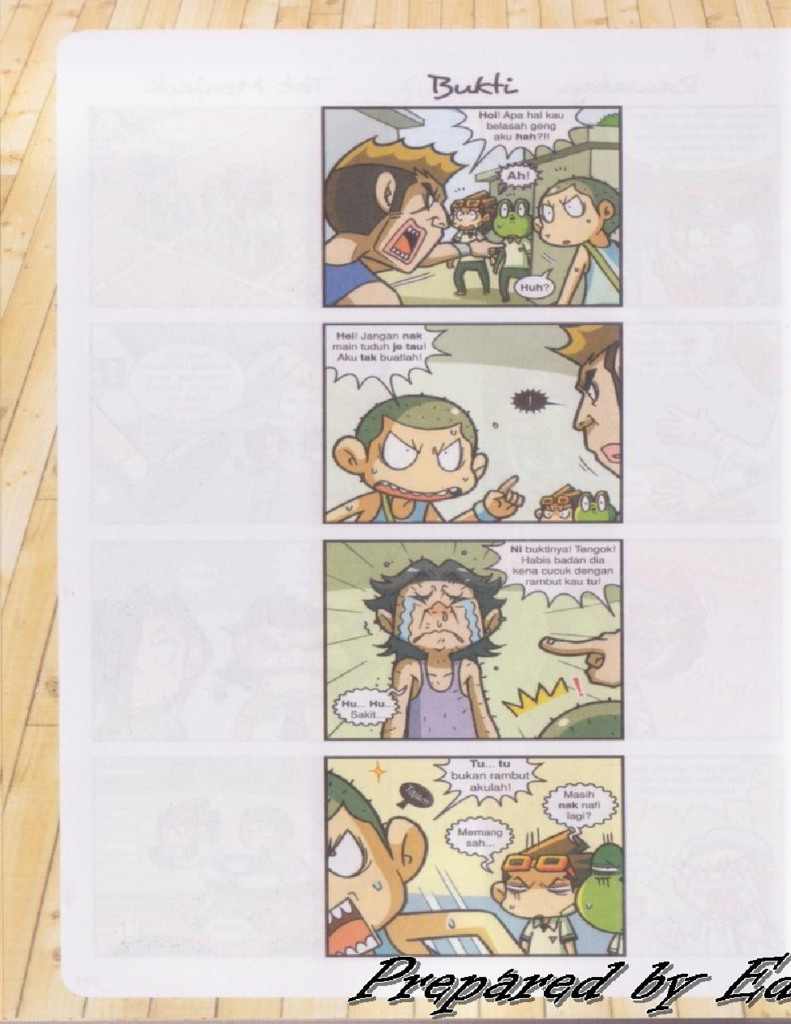 Bukti
Hoi! Apa hal kau
belasah geng
aku hah?!!
Ah!
Huh?
Hei! Jangan nak
main tuduh je tau!
Aku tak buatlah!
!
Ni buktinya! Tengok!
Habis badan dia
kena cucuk dengan
rambut kau tu!
!
Hu... Hu...
Sakit...
Tu... tu
bukan rambut
akulah!
Tajam
Masih
nak nafi
lagi?
Memang
sah...
Prepared by Ed